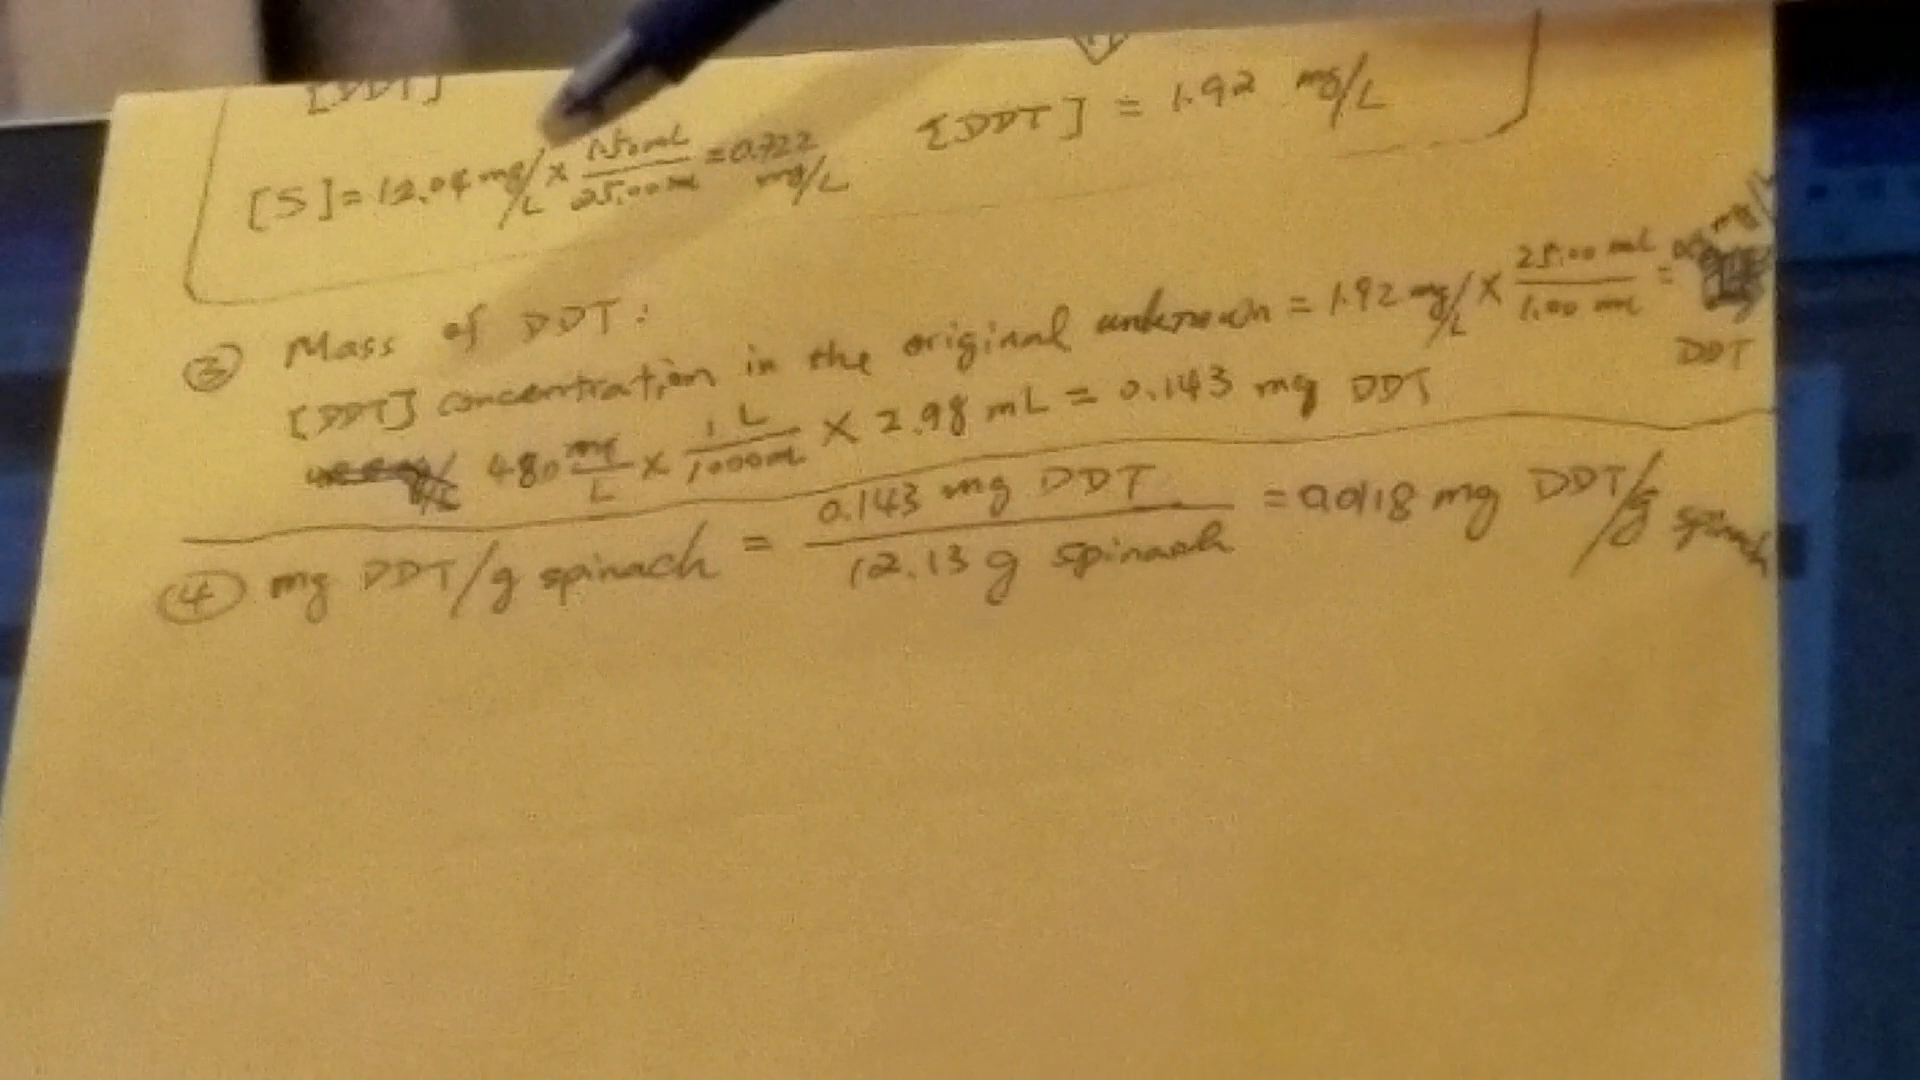 [DDT]
[S] = 12.04 mg/L × 1.50 mL / 25.00 mL = 0.722 mg/L
[DDT] = 1.92 mg/L
③ Mass of DDT:
[DDT] concentration in the original unknown = 1.92 mg/L × 25.00 mL / 1.00 mL = mg/L DDT
480 mg/L × 1 L / 1000 mL × 2.98 mL = 0.143 mg DDT
④ mg DDT/g spinach = 0.143 mg DDT / 12.13 g spinach = 0.0118 mg DDT/g spinach